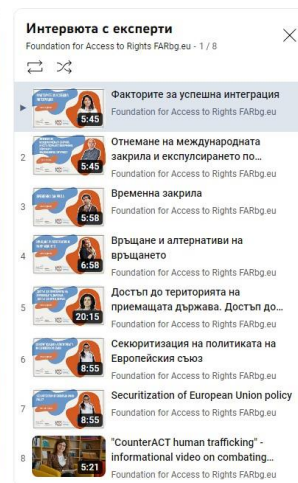 Интервюта с експерти
Foundation for Access to Rights FARbg.eu - 1 / 8
Факторите за успешна интеграция
Foundation for Access to Rights FARbg.eu
5:45
2
Отнемане на международната
закрила и експулсирането по...
Foundation for Access to Rights FARbg.eu
5:45
3
Временна закрила
Foundation for Access to Rights FARbg.eu
5:58
4
Връщане и алтернативи на
връщането
Foundation for Access to Rights FARbg.eu
6:58
5
Достъп до територията на
приемащата държава. Достъп до...
Foundation for Access to Rights FARbg.eu
20:15
6
Секюритизация на политиката на
Европейския съюз
Foundation for Access to Rights FARbg.eu
8:55
7
Securitization of European Union policy
Foundation for Access to Rights FARbg.eu
8:55
8
"CounterACT human trafficking" -
informational video on combating...
Foundation for Access to Rights FARbg.eu
5:21